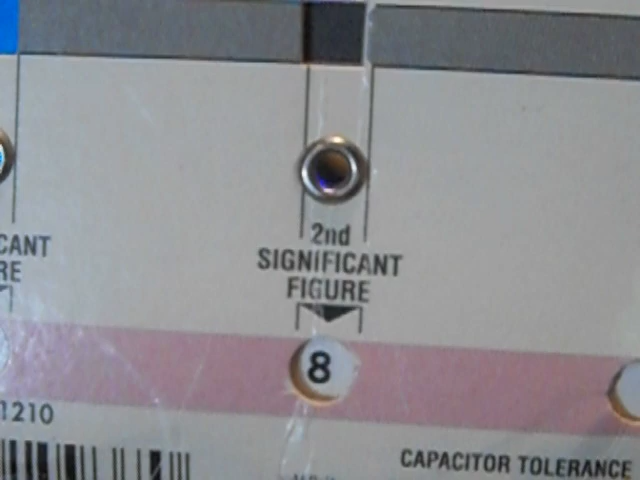 CANT
RE
2nd
SIGNIFICANT
FIGURE
8
1210
CAPACITOR TOLERANCE